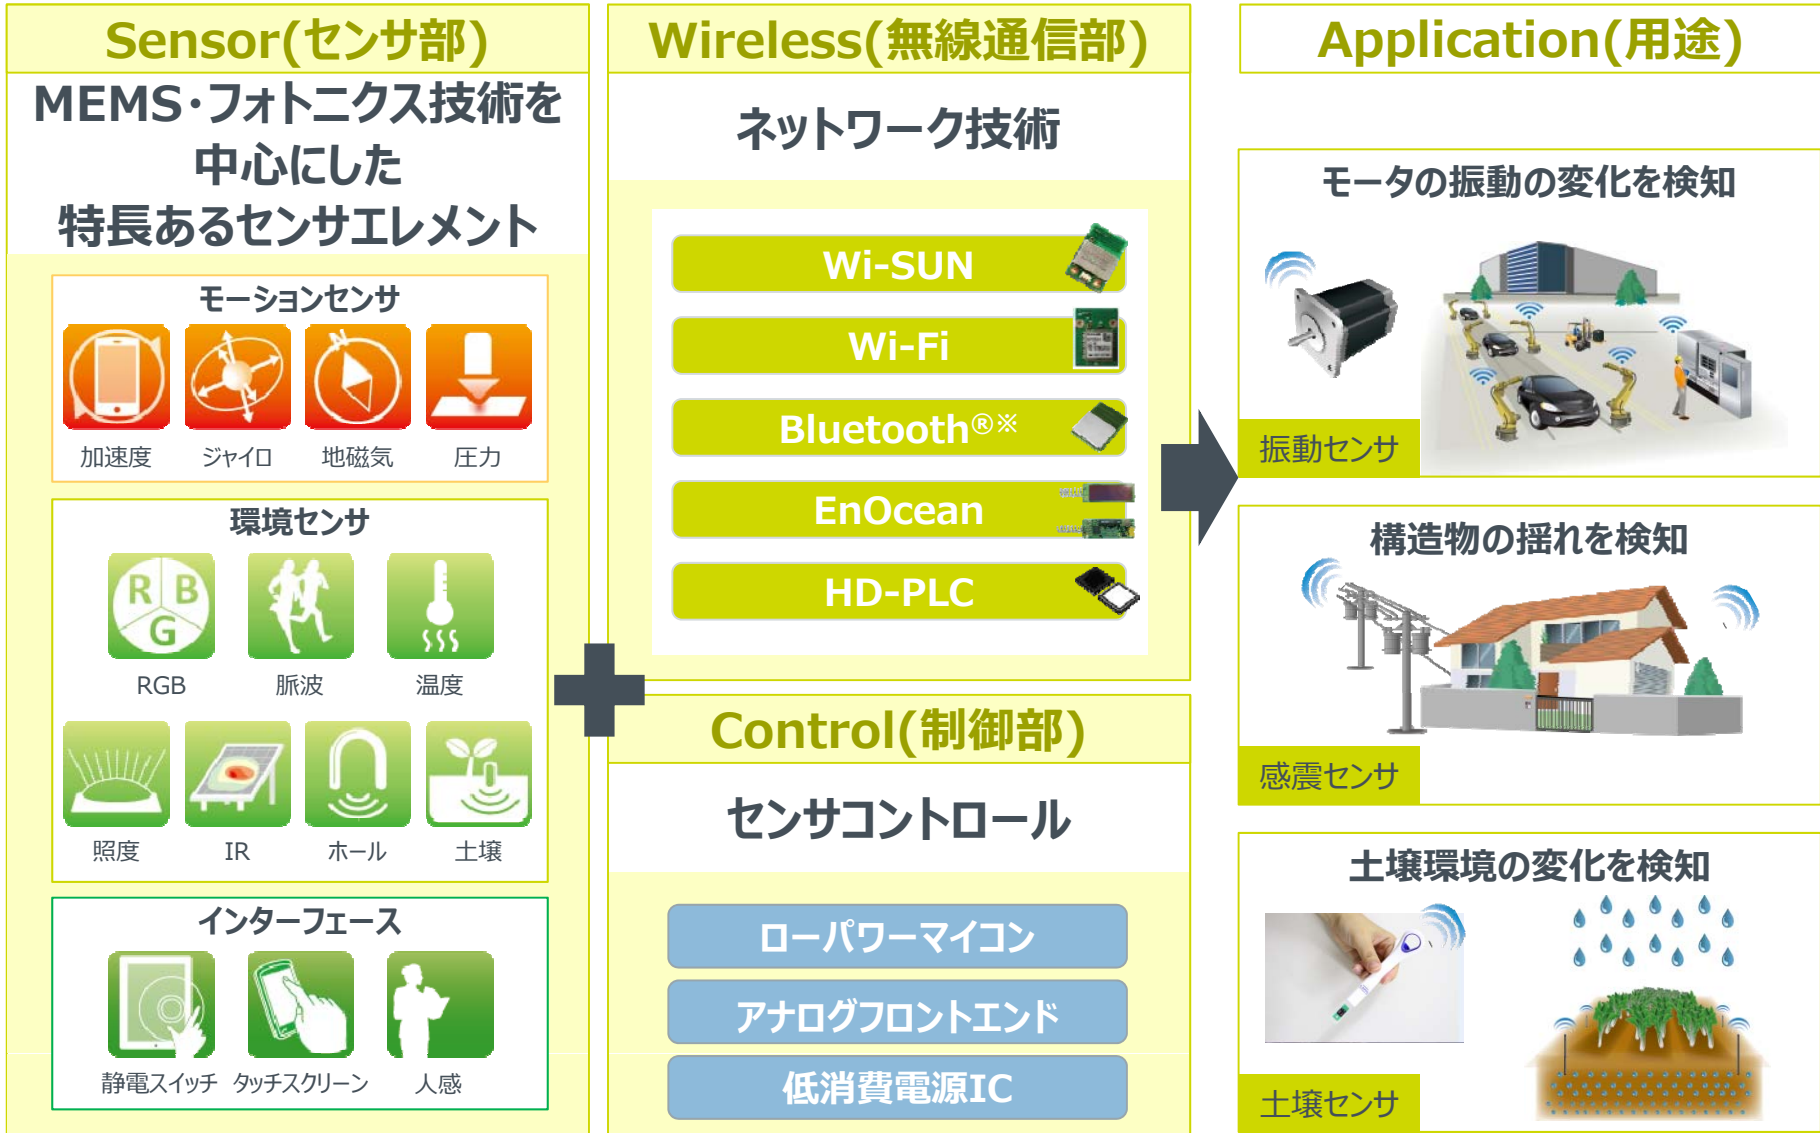 Sensor(センサ部)
MEMS・フォトニクス技術を
中心にした
特長あるセンサエレメント
モーションセンサ
加速度
ジャイロ
地磁気
圧力
環境センサ
R
B
G
RGB
脈波
温度
照度
IR
ホール
土壌
インターフェース
静電スイッチ
タッチスクリーン
人感
Wireless(無線通信部)
ネットワーク技術
Wi-SUN
Wi-Fi
Bluetooth®※
EnOcean
HD-PLC
Control(制御部)
センサコントロール
ローパワーマイコン
アナログフロントエンド
低消費電源IC
Application(用途)
モータの振動の変化を検知
振動センサ
構造物の揺れを検知
感震センサ
土壌環境の変化を検知
土壌センサ